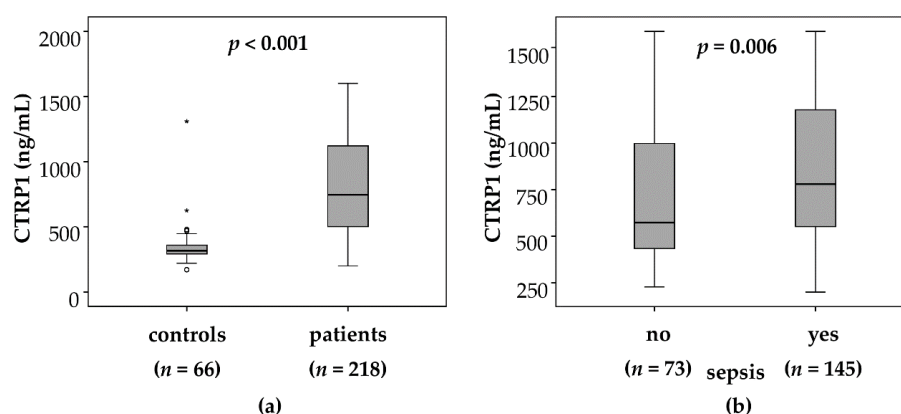 2000
1500
1000
500
0
CTRP1 (ng/mL)
p < 0.001
controls
patients
(n = 66)
(n = 218)
(a)
1500
1250
1000
750
500
250
CTRP1 (ng/mL)
p = 0.006
no
yes
(n = 73)
sepsis
(n = 145)
(b)